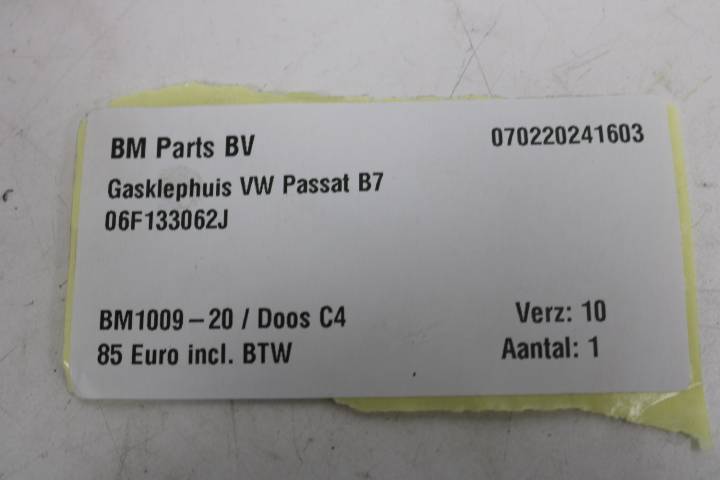 BM Parts BV 070220241603
Gasklephuis VW Passat B7
06F133062J
BM1009-20 / Doos C4 Verz: 10
85 Euro incl. BTW Aantal: 1